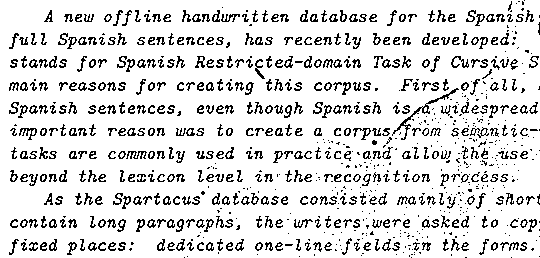 A new offline handwritten database for the Spanish
full Spanish sentences, has recently been developed:
stands for Spanish Restricted-domain Task of Cursive S
main reasons for creating this corpus. First of all,
Spanish sentences, even though Spanish is a widespread
important reason was to create a corpus from semantic-
tasks are commonly used in practice and allow the use
beyond the lexicon level in the recognition process.
As the Spartacus database consisted mainly of short
contain long paragraphs, the writers were asked to cop
fixed places: dedicated one-line fields in the forms.